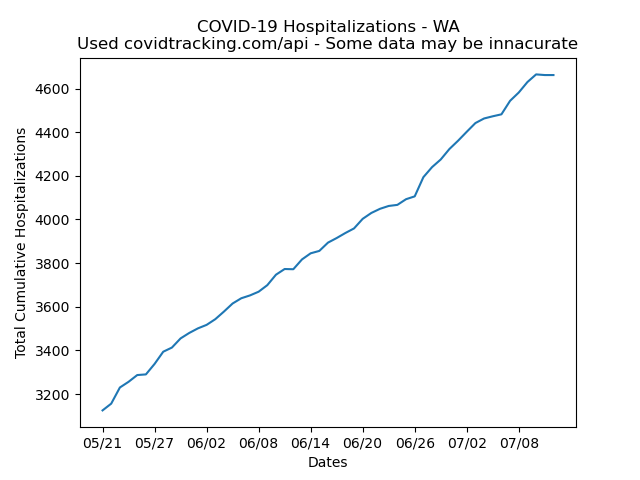 COVID-19 Hospitalizations - WA
Used covidtracking.com/api - Some data may be innacurate
Total Cumulative Hospitalizations
4600
4400
4200
4000
3800
3600
3400
3200
05/21 05/27 06/02 06/08 06/14 06/20 06/26 07/02 07/08
Dates